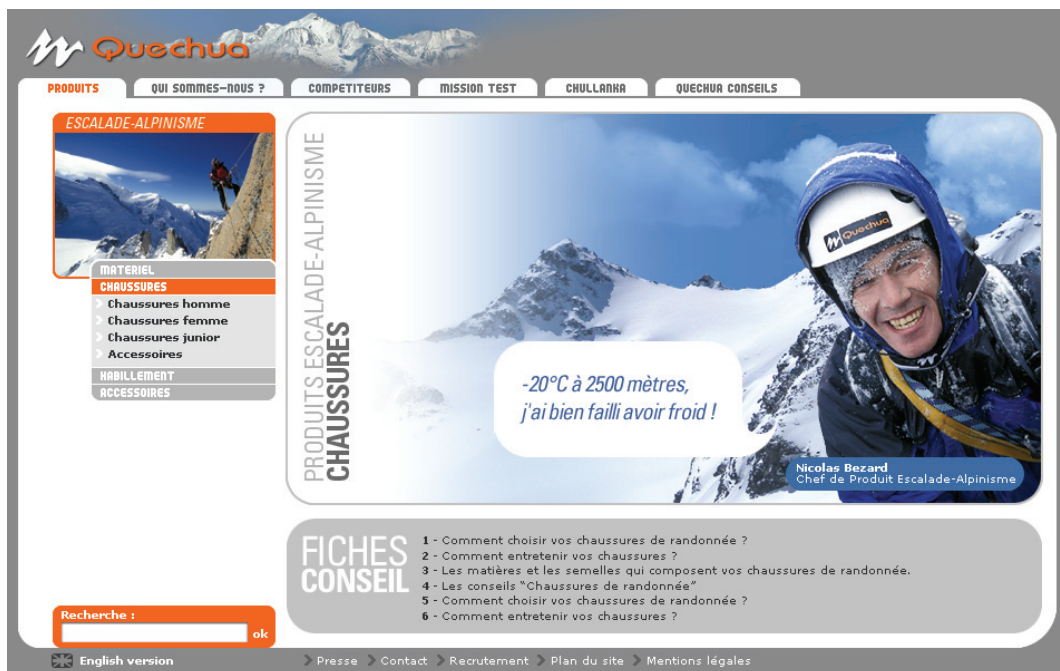 Quechua
PRODUITS
QUI SOMMES-NOUS ?
COMPETITEURS
MISSION TEST
CHULLANKA
QUECHUA CONSEILS
ESCALADE-ALPINISME
MATERIEL
CHAUSSURES
Chaussures homme
Chaussures femme
Chaussures junior
Accessoires
HABILLEMENT
ACCESSOIRES
PRODUITS ESCALADE-ALPINISME
CHAUSSURES
Quechua
-20°C à 2500 mètres,
j'ai bien failli avoir froid !
Nicolas Bezard
Chef de Produit Escalade-Alpinisme
FICHES
CONSEIL
1 - Comment choisir vos chaussures de randonnée ?
2 - Comment entretenir vos chaussures ?
3 - Les matières et les semelles qui composent vos chaussures de randonnée.
4 - Les conseils "Chaussures de randonnée"
5 - Comment choisir vos chaussures de randonnée ?
6 - Comment entretenir vos chaussures ?
Recherche :
ok
English version
Presse
Contact
Recrutement
Plan du site
Mentions légales